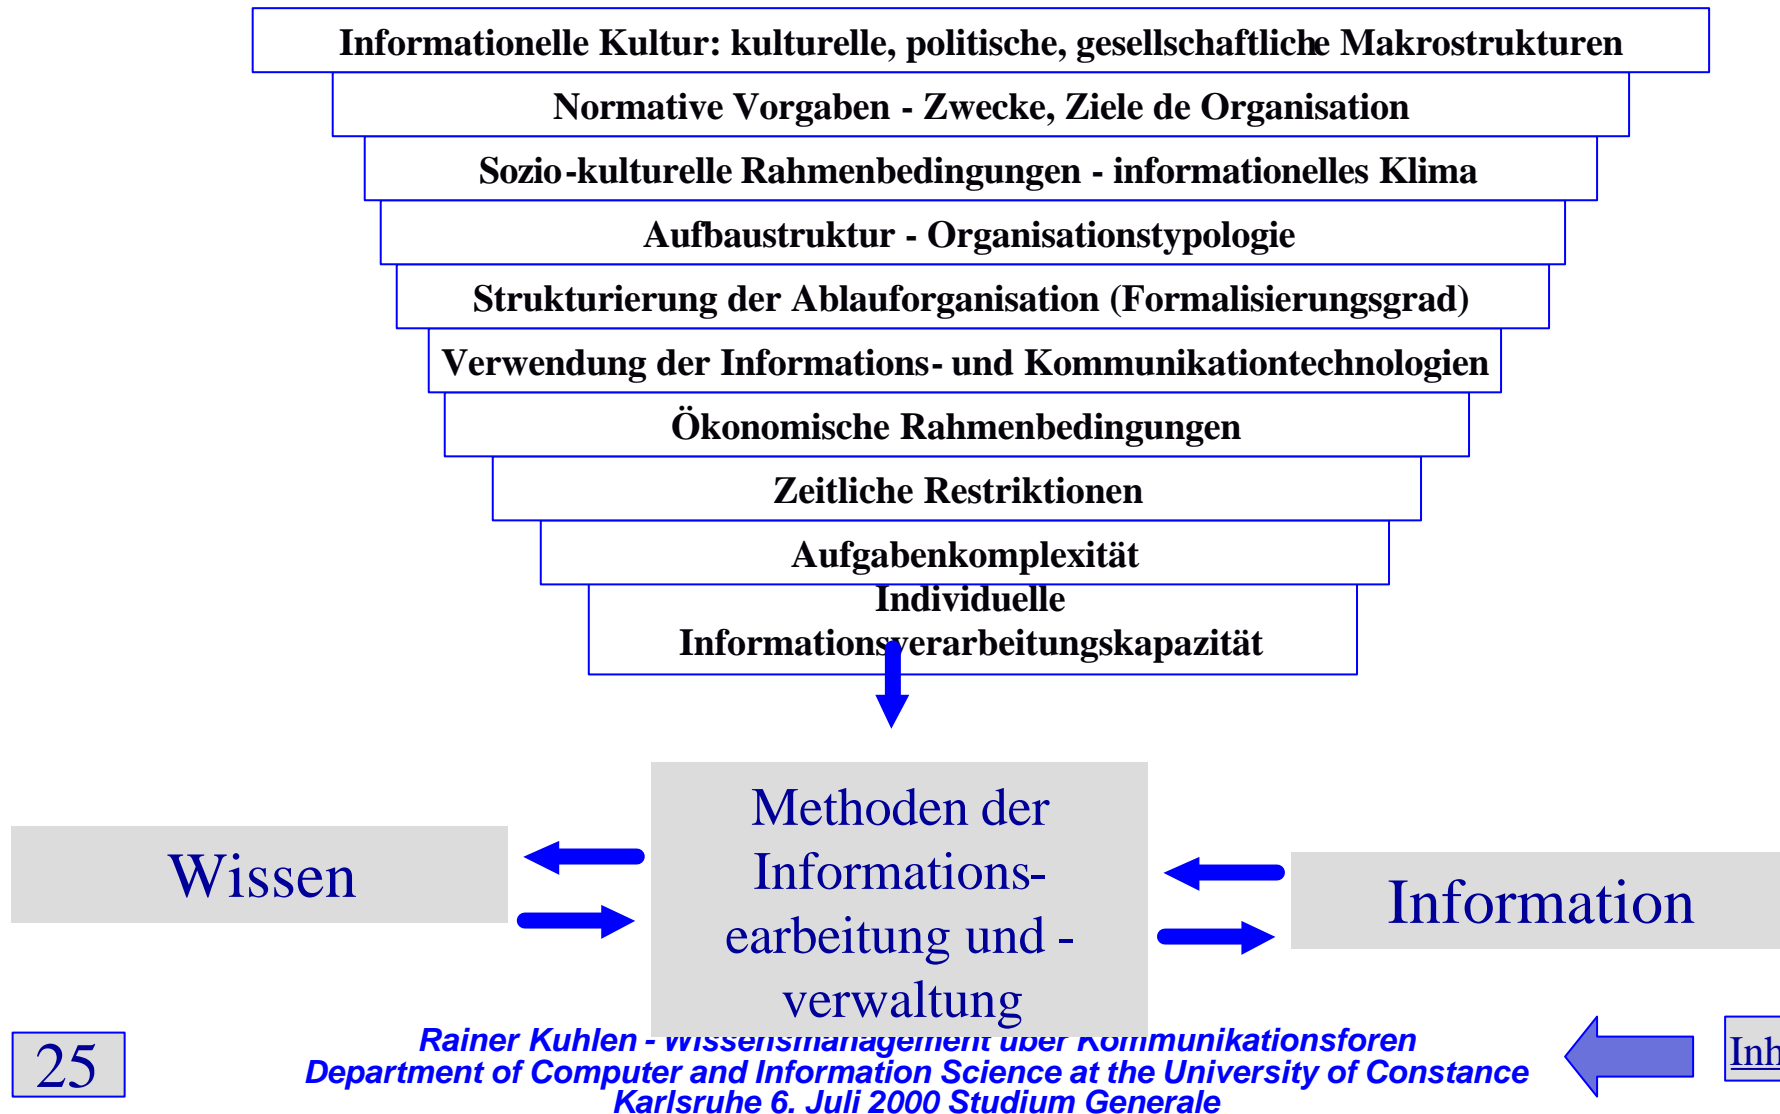 Informationelle Kultur: kulturelle, politische, gesellschaftliche Makrostrukturen
Normative Vorgaben - Zwecke, Ziele de Organisation
Sozio-kulturelle Rahmenbedingungen - informationelles Klima
Aufbaustruktur - Organisationstypologie
Strukturierung der Ablauforganisation (Formalisierungsgrad)
Verwendung der Informations- und Kommunikationtechnologien
Ökonomische Rahmenbedingungen
Zeitliche Restriktionen
Aufgabenkomplexität
Individuelle
Informationsverarbeitungskapazität
Wissen
Methoden der
Informations-
earbeitung und -
verwaltung
Information
25
Rainer Kuhlen - Wissensmanagement über Kommunikationsforen
Department of Computer and Information Science at the University of Constance
Karlsruhe 6. Juli 2000 Studium Generale
Inh